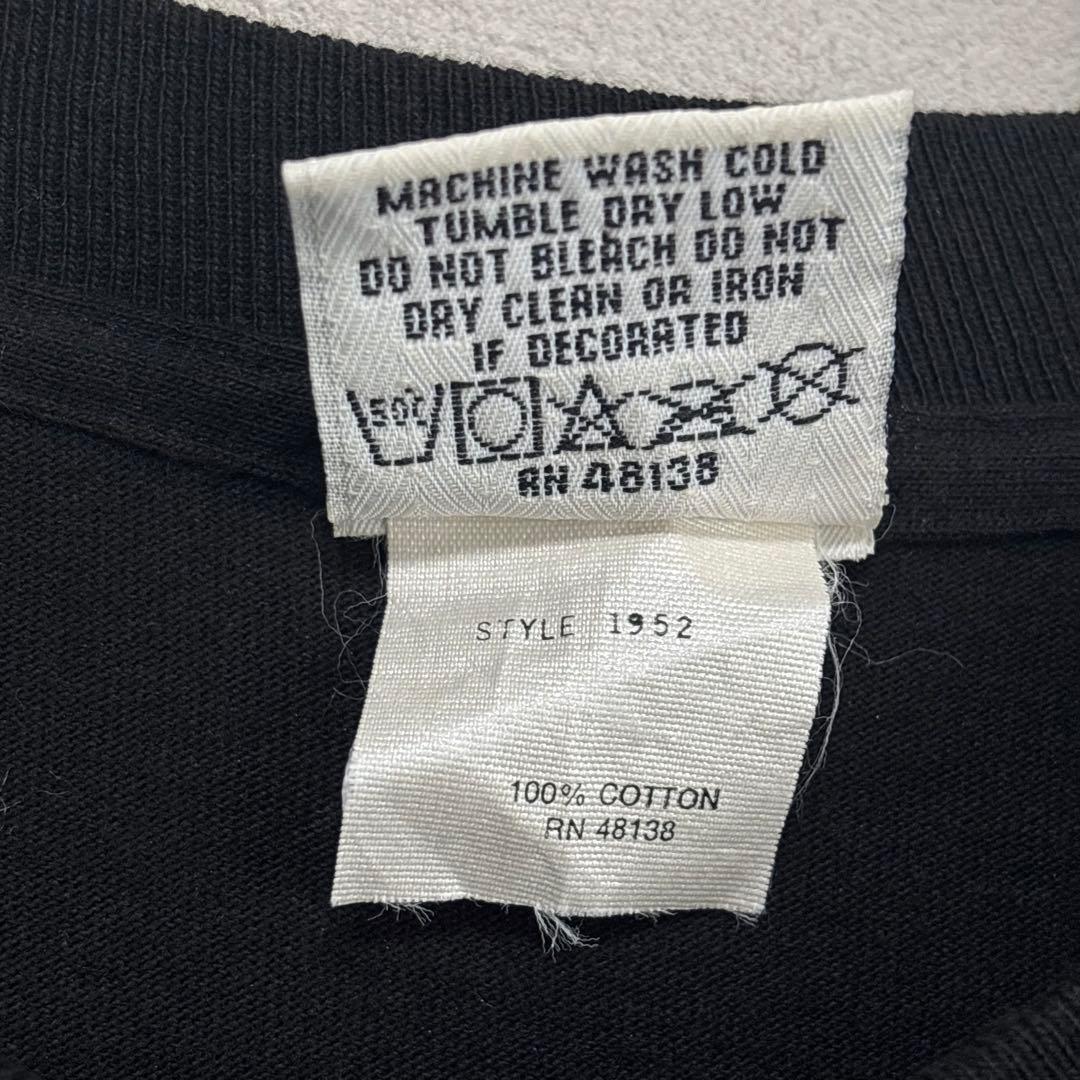 MACHINE WASH COLD
TUMBLE DRY LOW
DO NOT BLEACH DO NOT
DRY CLEAN OR IRON
IF DECORATED
RN 48138
STYLE 1952
100% COTTON
RN 48138